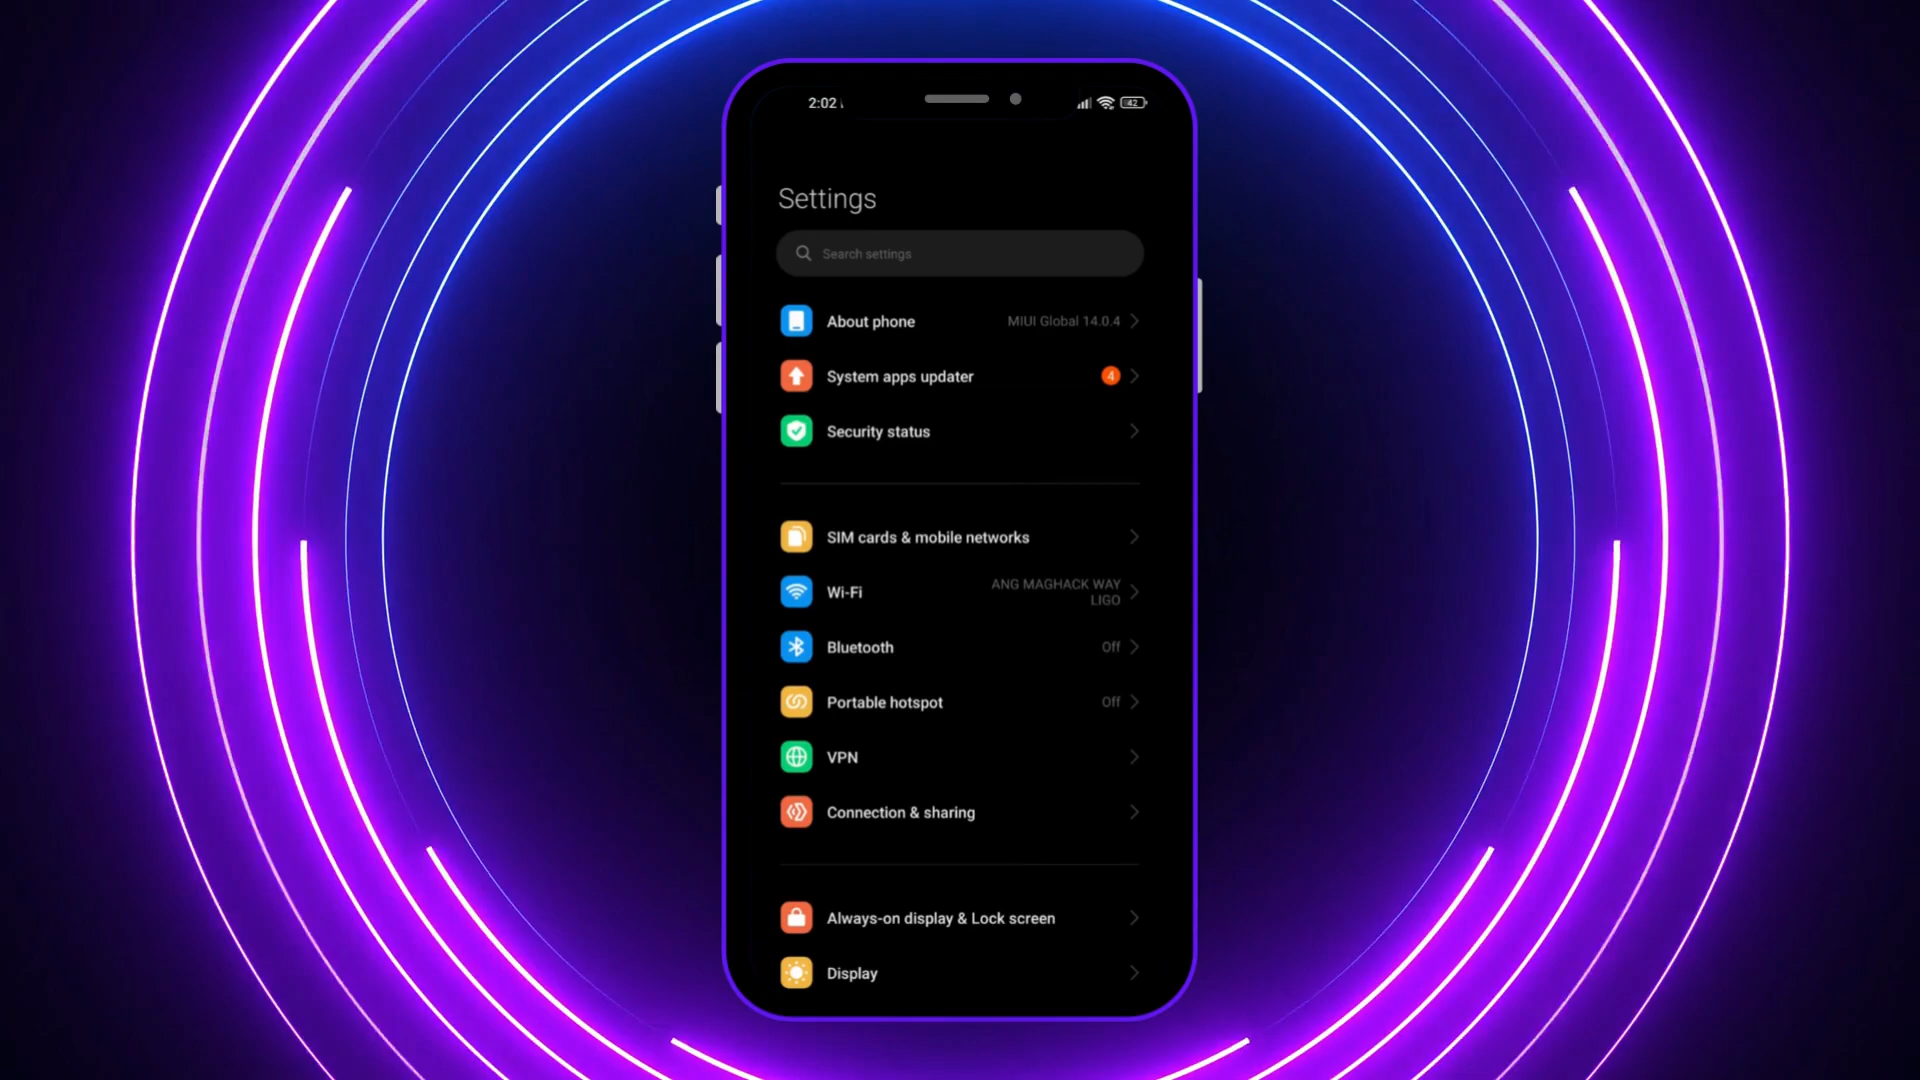 2:02
42
Settings
Search settings
About phone MIUI Global 14.0.4
System apps updater 4
Security status
SIM cards & mobile networks
Wi-Fi ANG MAGHACK WAY
LIGO
Bluetooth Off
Portable hotspot Off
VPN
Connection & sharing
Always-on display & Lock screen
Display